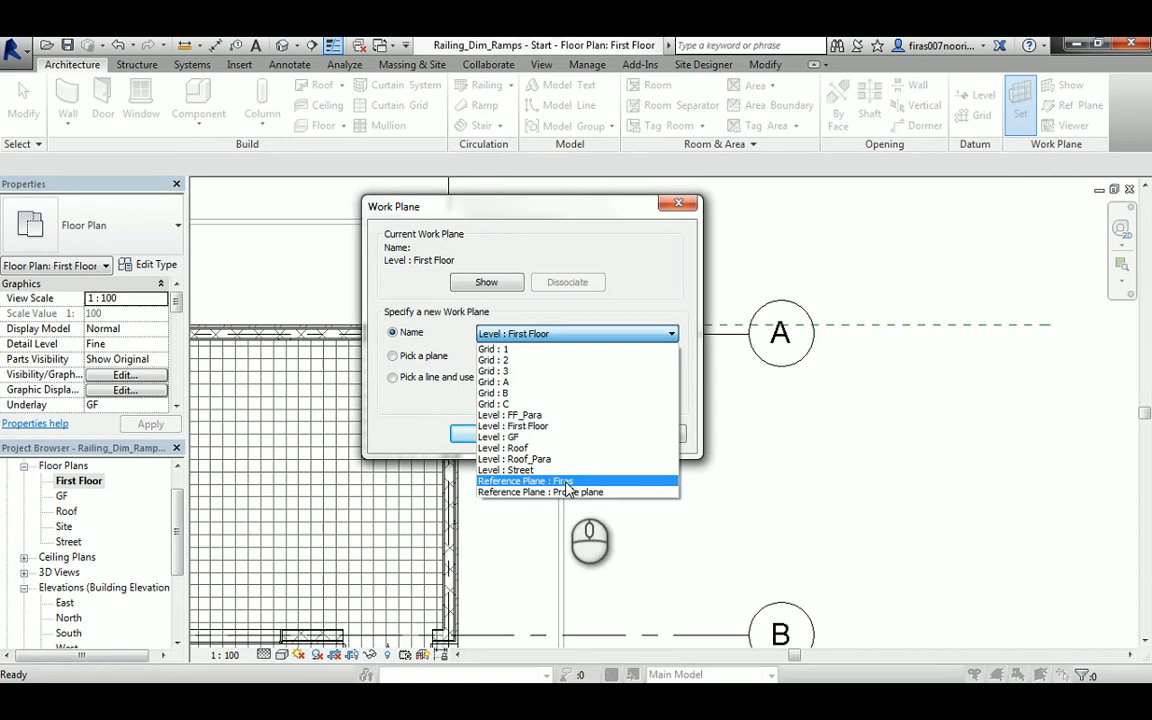 Railing_Dim_Ramps - Start - Floor Plan: First Floor
Type a keyword or phrase
firas007noori...
Architecture Structure Systems Insert Annotate Analyze Massing & Site Collaborate View Manage Add-Ins Site Designer Modify
Modify Wall Door Window Component Column
Roof
Ceiling
Floor
Curtain System
Curtain Grid
Mullion
Railing
Ramp
Stair
Model Text
Model Line
Model Group
Room
Room Separator
Tag Room
Area
Area Boundary
Tag Area
By Face
Shaft
Wall
Vertical
Dormer
Level
Grid
Set
Show
Ref Plane
Viewer
Select Build Circulation Model Room & Area Opening Datum Work Plane
Properties
Floor Plan
Floor Plan: First Floor Edit Type
Graphics
View Scale 1 : 100
Scale Value 1: 100
Display Model Normal
Detail Level Fine
Parts Visibility Show Original
Visibility/Graph... Edit...
Graphic Displa... Edit...
Underlay GF
Properties help Apply
Project Browser - Railing_Dim_Ramp...
Floor Plans
First Floor
GF
Roof
Site
Street
Ceiling Plans
3D Views
Elevations (Building Elevation
East
North
South
Work Plane
Current Work Plane
Name:
Level : First Floor
Show Dissociate
Specify a new Work Plane
Name Level : First Floor
Pick a plane
Pick a line and use
Grid : 1
Grid : 2
Grid : 3
Grid : A
Grid : B
Grid : C
Level : FF_Para
Level : First Floor
Level : GF
Level : Roof
Level : Roof_Para
Level : Street
Reference Plane : Firas
Reference Plane : plane
A
B
2D
1 : 100
Ready
:0
Main Model
:0